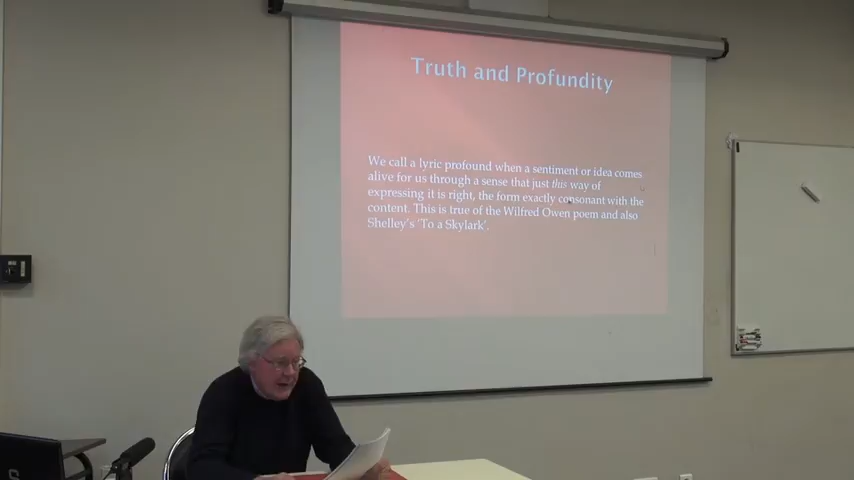 Truth and Profundity
We call a lyric profound when a sentiment or idea comes
alive for us through a sense that just this way of
expressing it is right, the form exactly consonant with the
content. This is true of the Wilfred Owen poem and also
Shelley's 'To a Skylark'.